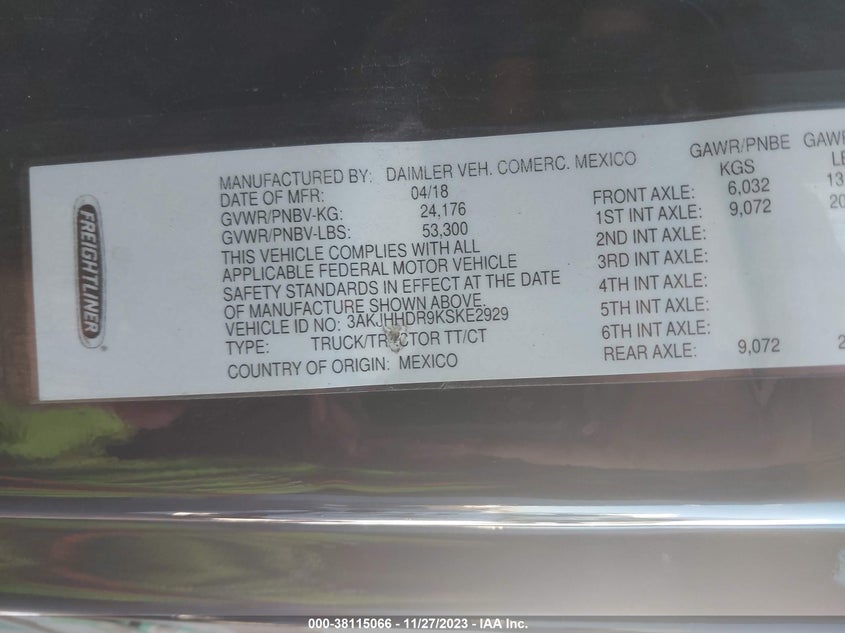 FREIGHTLINER
MANUFACTURED BY: DAIMLER VEH. COMERC. MEXICO
DATE OF MFR: 04/18
GVWR/PNBV-KG: 24,176
GVWR/PNBV-LBS: 53,300
THIS VEHICLE COMPLIES WITH ALL
APPLICABLE FEDERAL MOTOR VEHICLE
SAFETY STANDARDS IN EFFECT AT THE DATE
OF MANUFACTURE SHOWN ABOVE.
VEHICLE ID NO: 3AKJHHDR9KSKE2929
TYPE: TRUCK/TRACTOR TT/CT
COUNTRY OF ORIGIN: MEXICO
GAWR/PNBE GAWR
KGS
FRONT AXLE: 6,032 13
1ST INT AXLE: 9,072 20
2ND INT AXLE:
3RD INT AXLE:
4TH INT AXLE:
5TH INT AXLE:
6TH INT AXLE:
REAR AXLE: 9,072 2
000-38115066 - 11/27/2023 - IAA Inc.